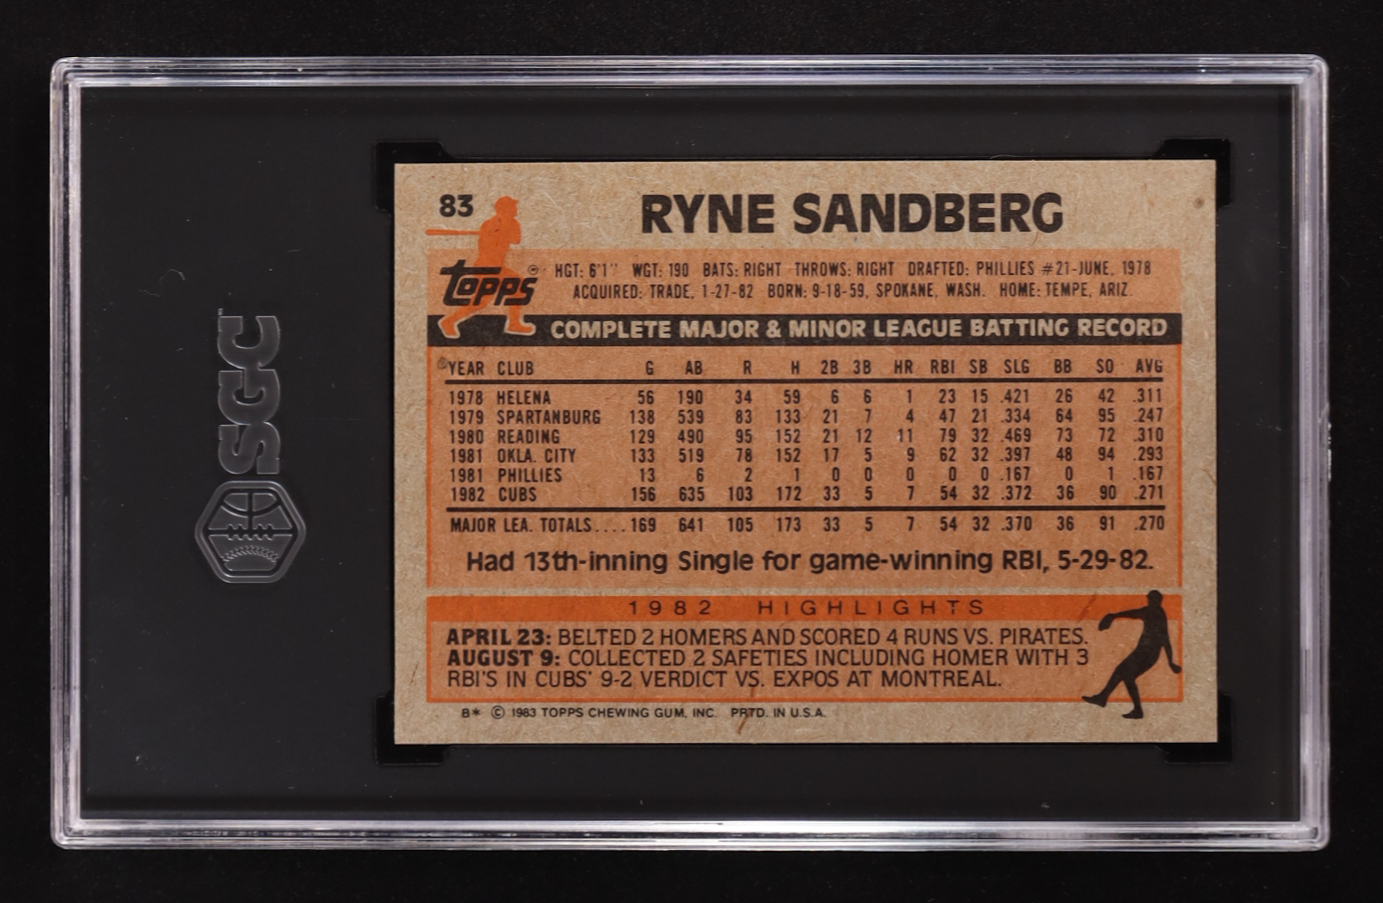 SGC
83
RYNE SANDBERG
Topps
HGT: 6'1" WGT: 190 BATS: RIGHT THROWS: RIGHT DRAFTED: PHILLIES #21-JUNE, 1978
ACQUIRED: TRADE, 1-27-82 BORN: 9-18-59, SPOKANE, WASH. HOME: TEMPE, ARIZ.
COMPLETE MAJOR & MINOR LEAGUE BATTING RECORD
YEAR CLUB G AB R H 2B 3B HR RBI SB SLG BB SO AVG
1978 HELENA 56 190 34 59 6 6 1 23 15 .421 26 42 .311
1979 SPARTANBURG 138 539 83 133 21 7 4 47 21 .334 64 95 .247
1980 READING 129 490 95 152 21 12 11 79 32 .469 73 72 .310
1981 OKLA. CITY 133 519 78 152 17 5 9 62 32 .397 48 94 .293
1981 PHILLIES 13 6 2 1 0 0 0 0 0 .167 0 1 .167
1982 CUBS 156 635 103 172 33 5 7 54 32 .372 36 90 .271
MAJOR LEA. TOTALS....169 641 105 173 33 5 7 54 32 .370 36 91 .270
Had 13th-inning Single for game-winning RBI, 5-29-82.
1982 HIGHLIGHTS
APRIL 23: BELTED 2 HOMERS AND SCORED 4 RUNS VS. PIRATES.
AUGUST 9: COLLECTED 2 SAFETIES INCLUDING HOMER WITH 3
RBI'S IN CUBS' 9-2 VERDICT VS. EXPOS AT MONTREAL.
B* © 1983 TOPPS CHEWING GUM, INC. PRTD. IN U.S.A.